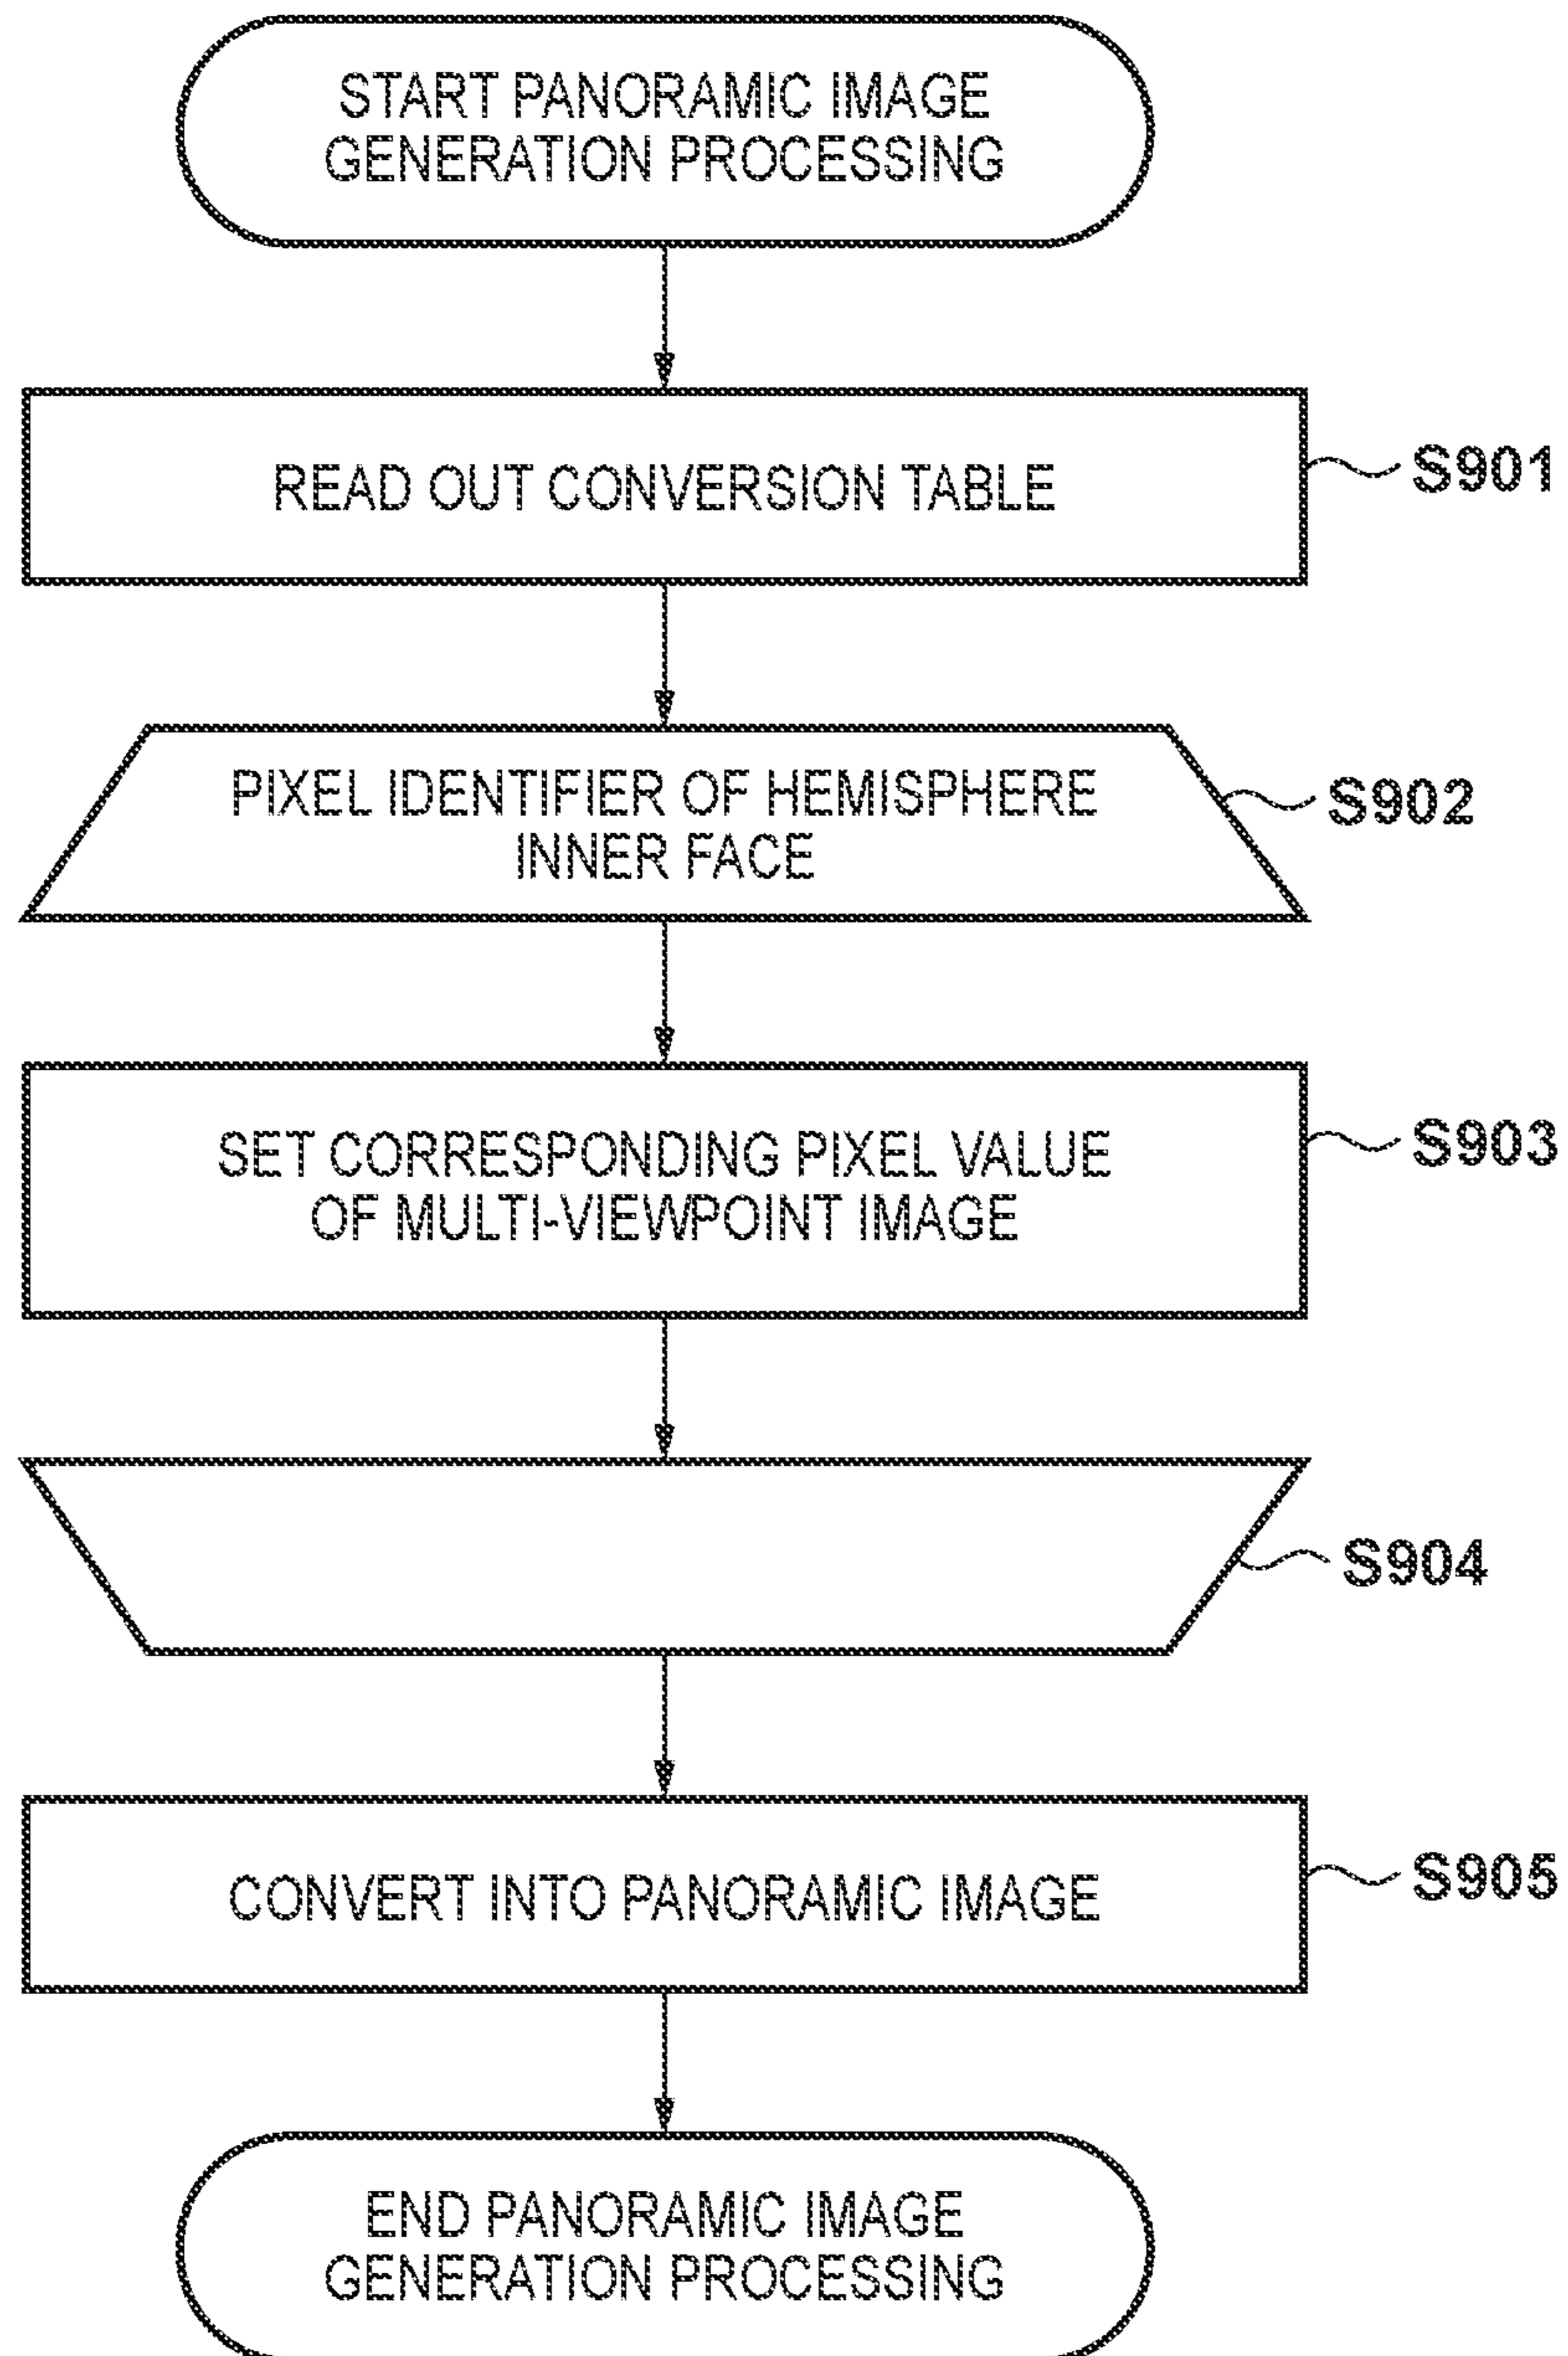 START PANORAMIC IMAGE
GENERATION PROCESSING
READ OUT CONVERSION TABLE
S901
PIXEL IDENTIFIER OF HEMISPHERE
INNER FACE
S902
SET CORRESPONDING PIXEL VALUE
OF MULTI-VIEWPOINT IMAGE
S903
S904
CONVERT INTO PANORAMIC IMAGE
S905
END PANORAMIC IMAGE
GENERATION PROCESSING